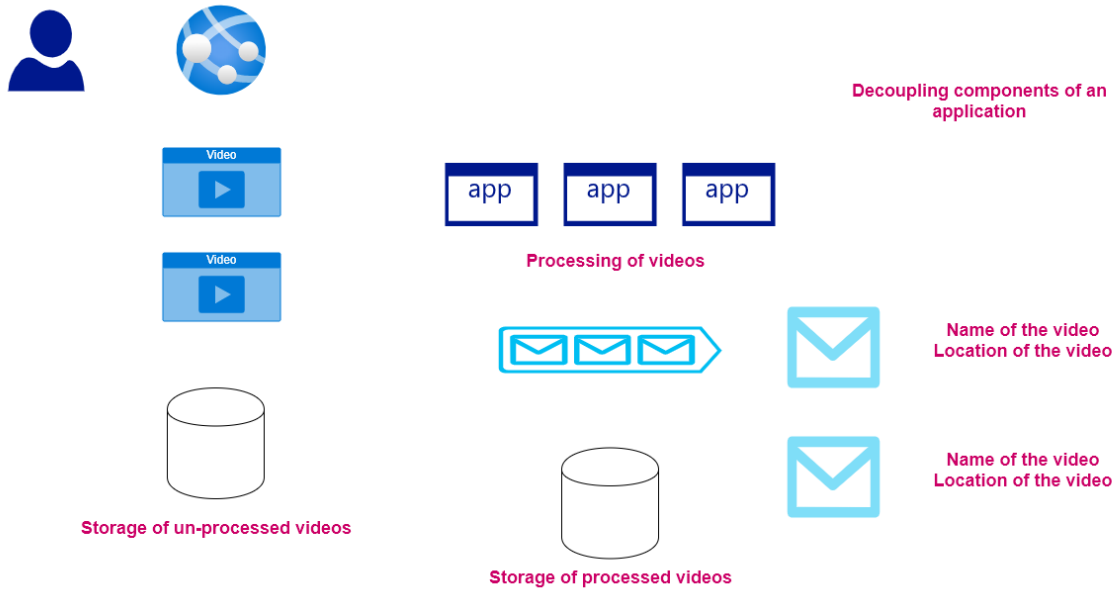 Decoupling components of an
application
Video
app
app
app
Video
Processing of videos
Name of the video
Location of the video
Name of the video
Location of the video
Storage of un-processed videos
Storage of processed videos